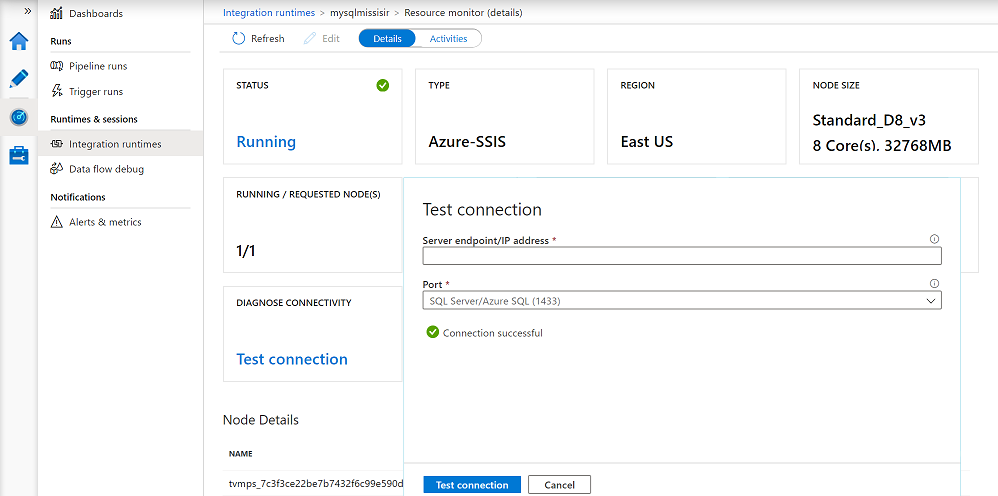 »
Dashboards
Runs
Pipeline runs
Trigger runs
Runtimes & sessions
Integration runtimes
Data flow debug
Notifications
Alerts & metrics
Integration runtimes > mysqlmissisir > Resource monitor (details)
Refresh Edit Details Activities
STATUS
Running
TYPE
Azure-SSIS
REGION
East US
NODE SIZE
Standard_D8_v3
8 Core(s), 32768MB
RUNNING / REQUESTED NODE(S)
1/1
DIAGNOSE CONNECTIVITY
Test connection
Node Details
NAME
tvmps_7c3f3ce22be7b7432f6c99e590d
Test connection
Server endpoint/IP address *
Port *
SQL Server/Azure SQL (1433)
Connection successful
Test connection Cancel